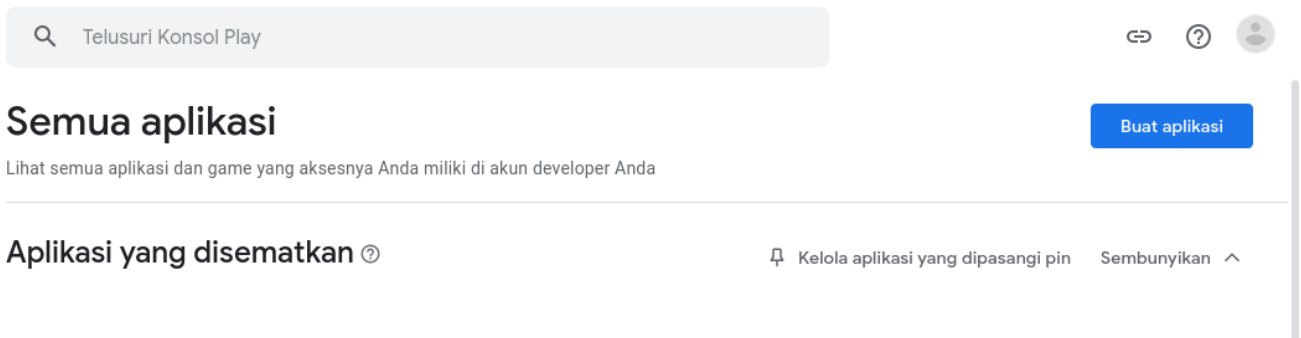 Telusuri Konsol Play
Semua aplikasi
Buat aplikasi
Lihat semua aplikasi dan game yang aksesnya Anda miliki di akun developer Anda
Aplikasi yang disematkan
Kelola aplikasi yang dipasangi pin
Sembunyikan